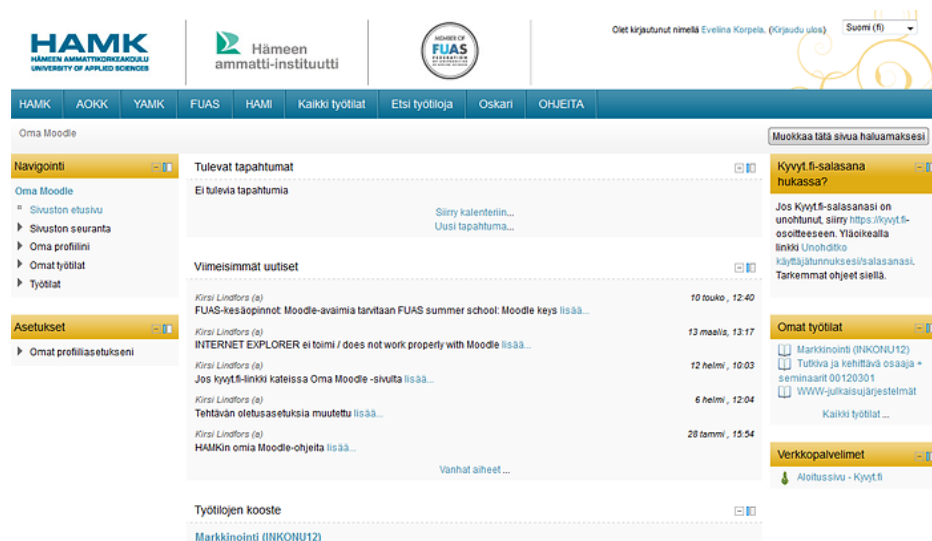 HAMK
HÄMEEN AMMATTIKORKEAKOULU
UNIVERSITY OF APPLIED SCIENCES
Hämeen
ammatti-instituutti
MEMBER OF
FUAS
Olet kirjautunut nimellä Eveliina Korpela. (Kirjaudu ulos)
Suomi (fi)
HAMK AOKK YAMK FUAS HAMI Kaikki työtilat Etsi työtiloja Oskari OHJEITA
Oma Moodle
Muokkaa tätä sivua haluamaksesi
Navigointi
Oma Moodle
Sivuston etusivu
Sivuston seuranta
Oma profiilini
Omat työtilat
Työtilat
Asetukset
Omat profiiliasetukseni
Tulevat tapahtumat
Ei tulevia tapahtumia
Siirry kalenteriin...
Uusi tapahtuma...
Viimeisimmät uutiset
Kirsi Lindfors (a) 10 touko , 12:40
FUAS-kesäopinnot: Moodle-avaimia tarvitaan FUAS summer school: Moodle keys lisää...
Kirsi Lindfors (a) 13 maalis, 13:17
INTERNET EXPLORER ei toimi / does not work properly with Moodle lisää...
Kirsi Lindfors (a) 12 helmi , 10:03
Jos kyvyt.fi-linkki kateissa Oma Moodle -sivulta lisää...
Kirsi Lindfors (a) 6 helmi , 12:04
Tehtävän oletusasetuksia muutettu lisää...
Kirsi Lindfors (a) 28 tammi , 15:54
HAMKin omia Moodle-ohjeita lisää...
Vanhat aiheet ...
Työtilojen kooste
Markkinointi (INKONU12)
Kyvyt.fi-salasana
hukassa?
Jos Kyvyt.fi-salasanasi on
unohtunut, siirry https://kyvyt.fi-
osoitteeseen. Yläoikealla
linkki Unohditko
käyttäjätunnuksesi/salasanasi.
Tarkemmat ohjeet siellä.
Omat työtilat
Markkinointi (INKONU12)
Tutkiva ja kehittävä osaaja +
seminaarit 00120301
WWW-julkaisujärjestelmät
Kaikki työtilat ...
Verkkopalvelimet
Aloitussivu - Kyvyt.fi